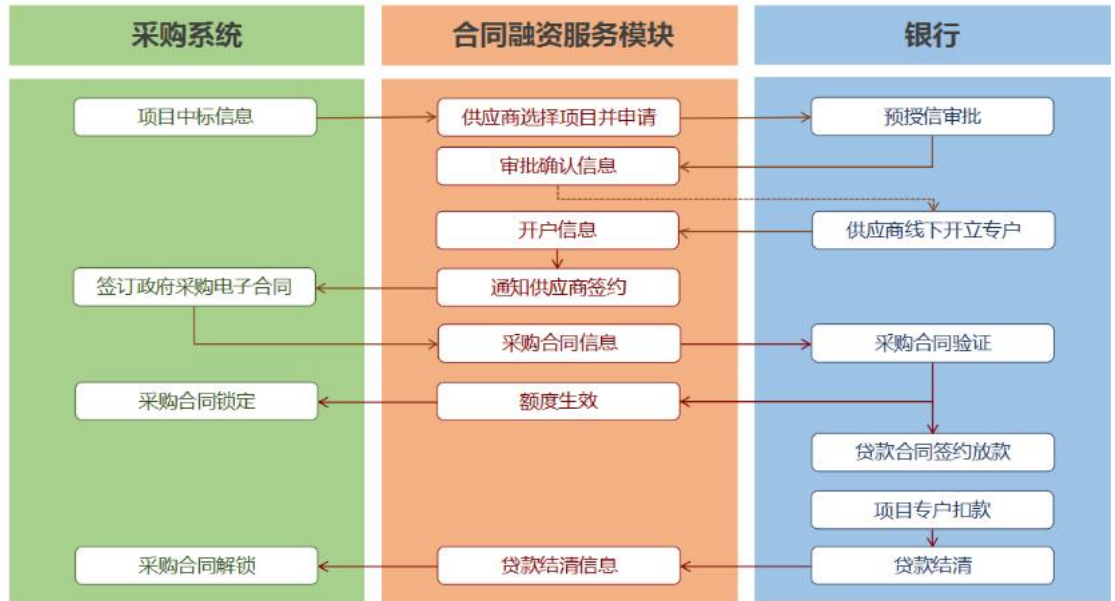 采购系统
合同融资服务模块
银行
项目中标信息
供应商选择项目并申请
预授信审批
审批确认信息
开户信息
供应商线下开立专户
签订政府采购电子合同
通知供应商签约
采购合同信息
采购合同验证
采购合同锁定
额度生效
贷款合同签约放款
项目专户扣款
采购合同解锁
贷款结清信息
贷款结清